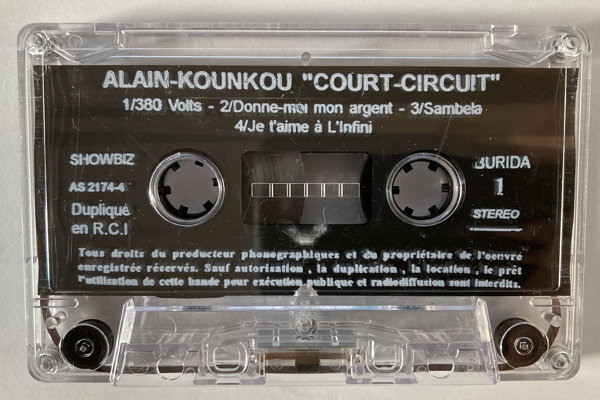 ALAIN-KOUNKOU "COURT-CIRCUIT"
1/380 Volts - 2/Donne-moi mon argent - 3/Sambela
4/Je t'aime à L'Infini
SHOWBIZ
BURIDA
AS 2174-4
1
Duplique
en R.C.I
STEREO
Tous droits du producteur phonographiques et du propriétaire de l'oeuvre
enregistrée réservés. Sauf autorisation , la duplication , la location , le prêt
l'utilisation de cette bande pour exécution publique et radiodiffusion sont interdits.